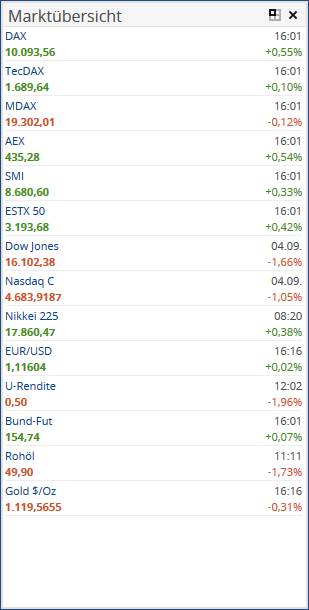 Marktübersicht
DAX 16:01
10.093,56 +0,55%
TecDAX 16:01
1.689,64 +0,10%
MDAX 16:01
19.302,01 -0,12%
AEX 16:01
435,28 +0,54%
SMI 16:01
8.680,60 +0,33%
ESTX 50 16:01
3.193,68 +0,42%
Dow Jones 04.09.
16.102,38 -1,66%
Nasdaq C 04.09.
4.683,9187 -1,05%
Nikkei 225 08:20
17.860,47 +0,38%
EUR/USD 16:16
1,11604 +0,02%
U-Rendite 12:02
0,50 -1,96%
Bund-Fut 16:01
154,74 +0,07%
Rohöl 11:11
49,90 -1,73%
Gold $/Oz 16:16
1.119,5655 -0,31%